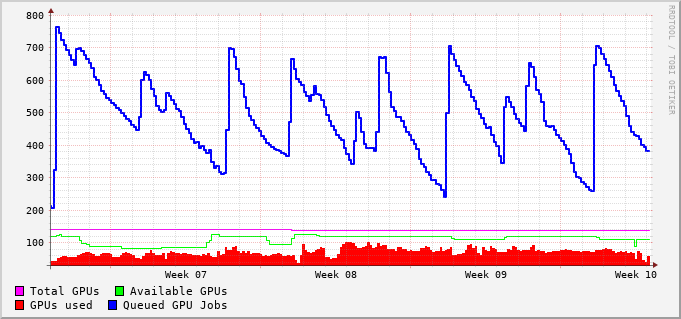 800
700
600
500
400
300
200
100
Week 07 Week 08 Week 09 Week 10
Total GPUs Available GPUs
GPUs used Queued GPU Jobs
RRDTOOL / TOBI OETIKER